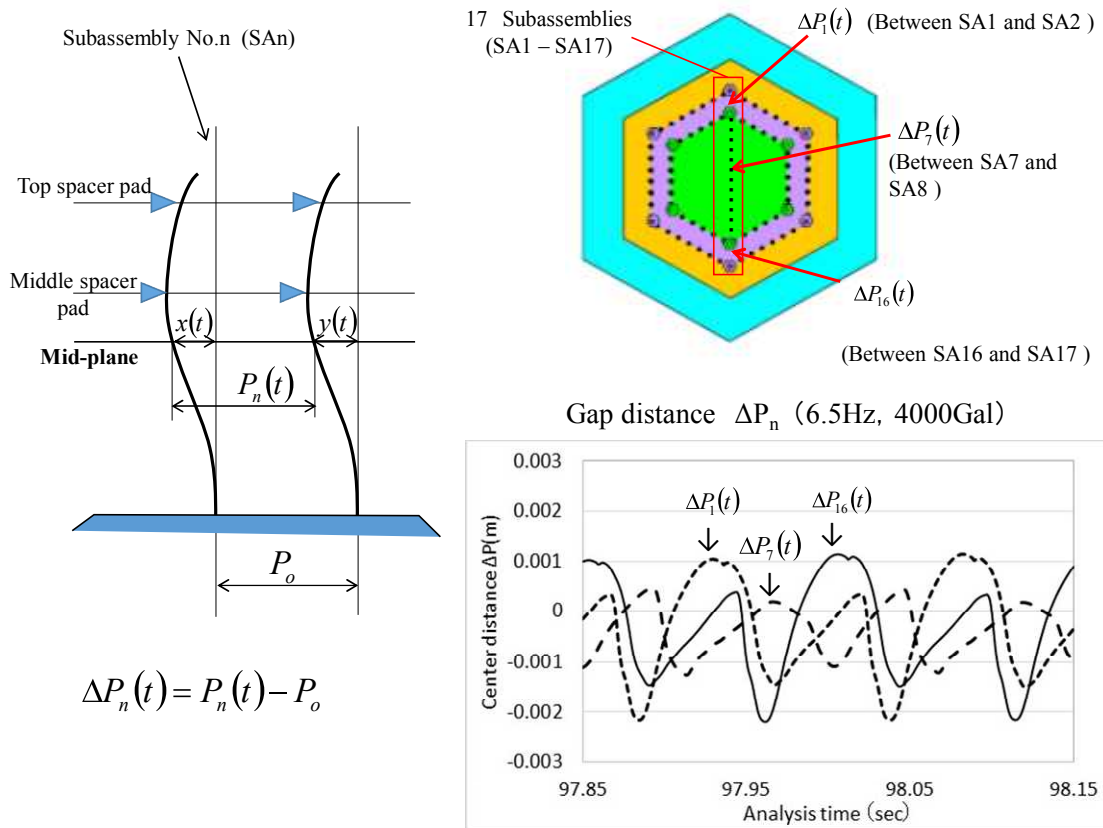 Subassembly No.n (SAn)
Top spacer pad
Middle spacer
pad
x(t)
y(t)
Mid-plane
P_n(t)
P_o
ΔP_n(t) = P_n(t) − P_o
17 Subassemblies
(SA1 – SA17)
ΔP_1(t) (Between SA1 and SA2 )
ΔP_7(t)
(Between SA7 and
SA8 )
ΔP_16(t)
(Between SA16 and SA17 )
Gap distance ΔP_n (6.5Hz, 4000Gal)
Center distance ΔP(m)
0.003
0.002
0.001
0
-0.001
-0.002
-0.003
ΔP_1(t)
ΔP_7(t)
ΔP_16(t)
97.85
97.95
98.05
98.15
Analysis time (sec)